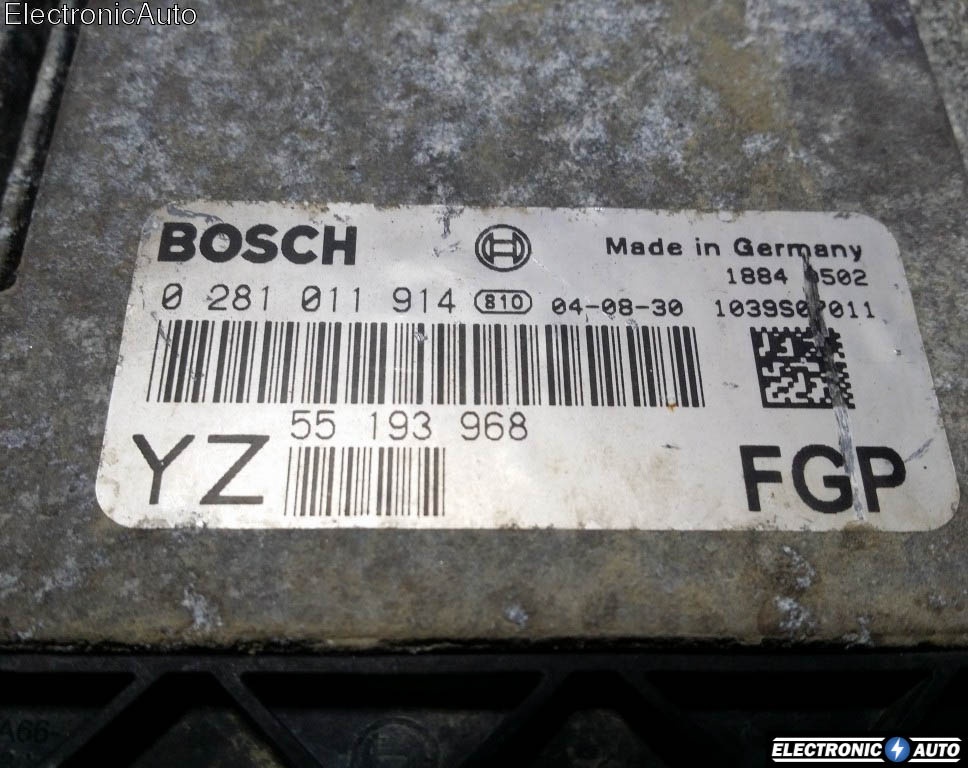 ElectronicAuto
BOSCH Made in Germany
1884
0 281 011 914 810 04-08-30
55 193 968
YZ FGP
ELECTRONIC AUTO